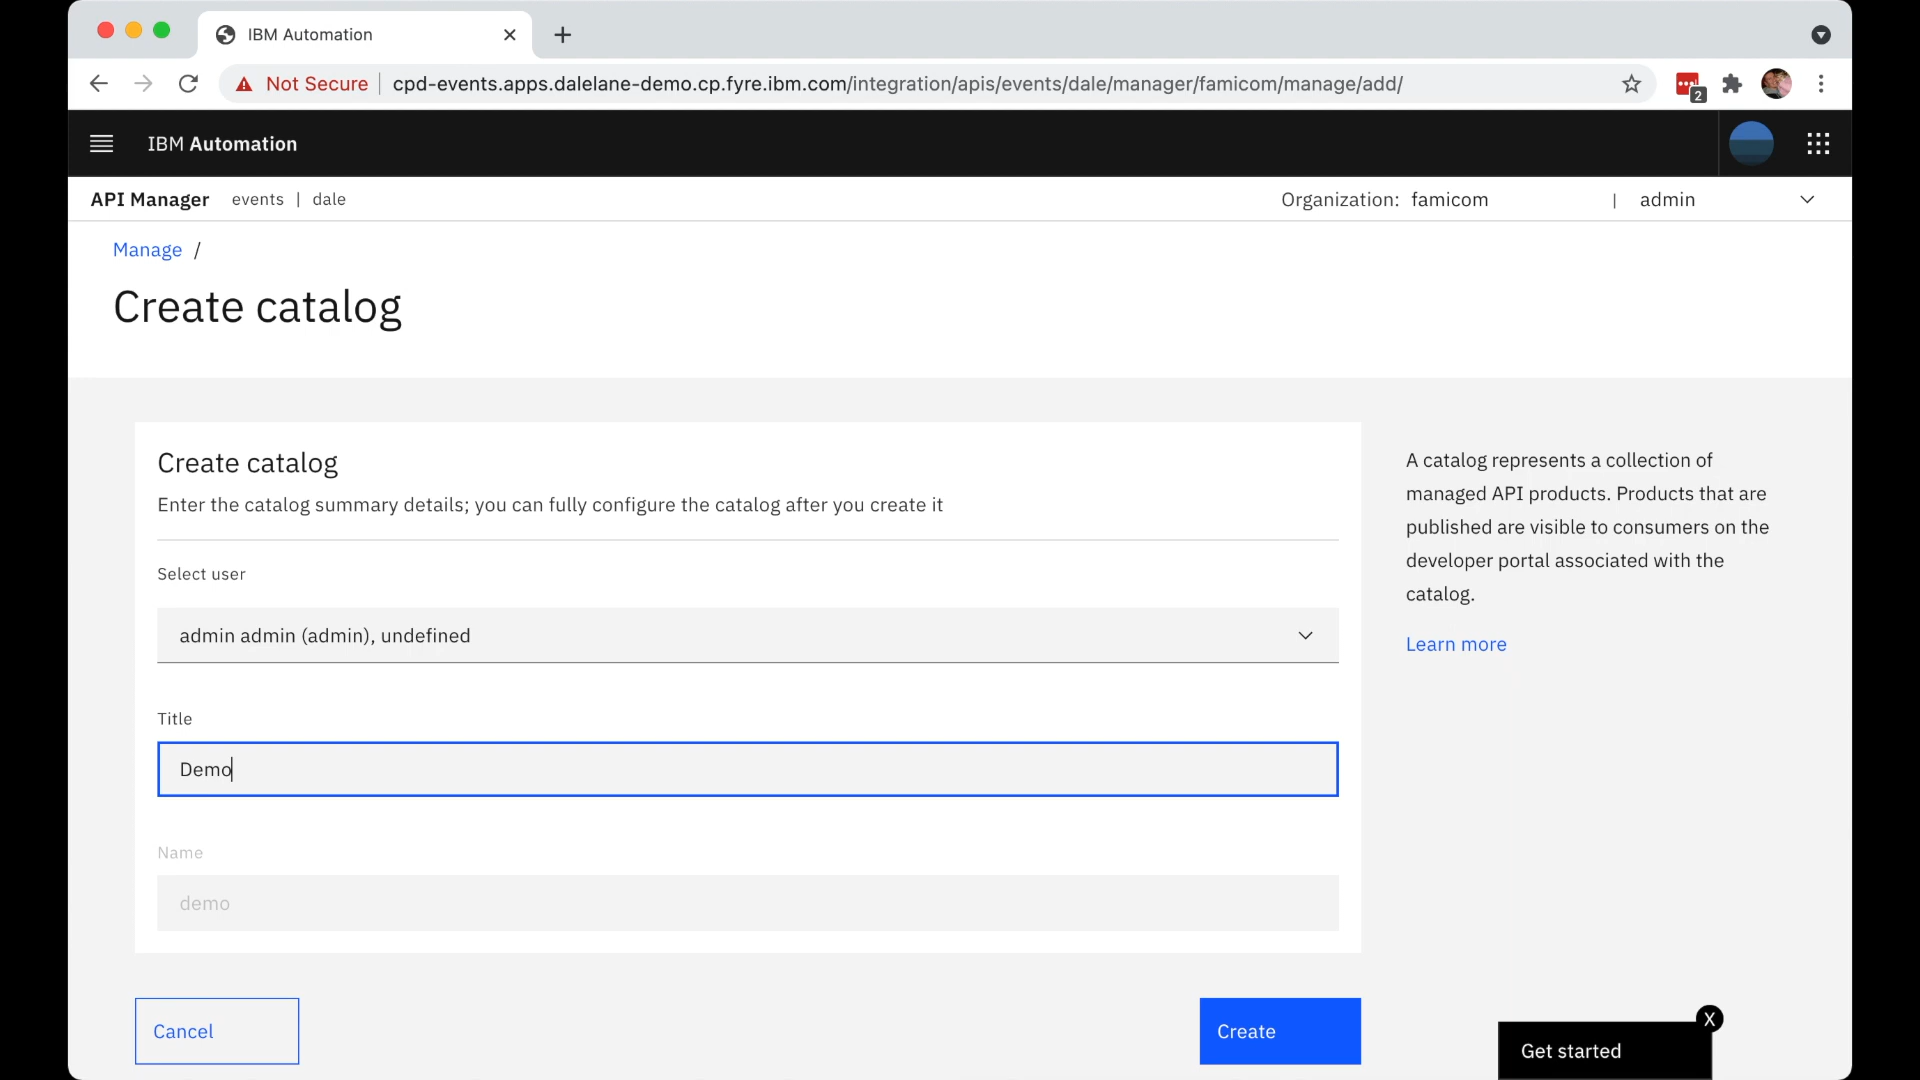 IBM Automation
Not Secure cpd-events.apps.dalelane-demo.cp.fyre.ibm.com/integration/apis/events/dale/manager/famicom/manage/add/
2
IBM Automation
API Manager events | dale Organization: famicom | admin
Manage /
Create catalog
Create catalog
Enter the catalog summary details; you can fully configure the catalog after you create it
Select user
admin admin (admin), undefined
Title
Demo
Name
demo
A catalog represents a collection of
managed API products. Products that are
published are visible to consumers on the
developer portal associated with the
catalog.
Learn more
Cancel
Create
X
Get started